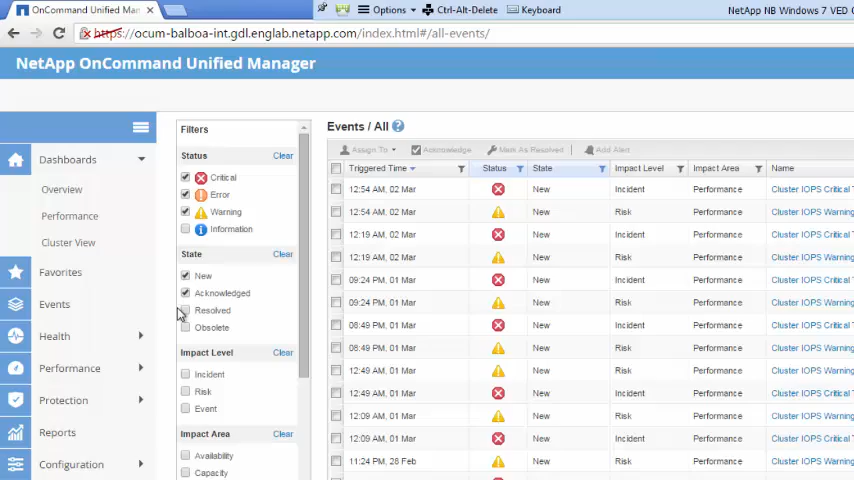 OnCommand Unified Man
Options
Ctrl-Alt-Delete
Keyboard
NetApp NB Windows 7 VED C
https://ocum-balboa-int.gdl.englab.netapp.com/index.html#/all-events/
NetApp OnCommand Unified Manager
Dashboards
Overview
Performance
Cluster View
Favorites
Events
Health
Performance
Protection
Reports
Configuration
Filters
Status Clear
Critical
Error
Warning
Information
State Clear
New
Acknowledged
Resolved
Obsolete
Impact Level Clear
Incident
Risk
Event
Impact Area Clear
Availability
Capacity
Events / All
Assign To Acknowledge Mark As Resolved Add Alert
Triggered Time Status State Impact Level Impact Area Name
12:54 AM, 02 Mar New Incident Performance Cluster IOPS Critical T
12:54 AM, 02 Mar New Risk Performance Cluster IOPS Warning
12:19 AM, 02 Mar New Incident Performance Cluster IOPS Critical T
12:19 AM, 02 Mar New Risk Performance Cluster IOPS Warning
09:24 PM, 01 Mar New Incident Performance Cluster IOPS Critical T
09:24 PM, 01 Mar New Risk Performance Cluster IOPS Warning
08:49 PM, 01 Mar New Incident Performance Cluster IOPS Critical T
08:49 PM, 01 Mar New Risk Performance Cluster IOPS Warning
12:49 AM, 01 Mar New Risk Performance Cluster IOPS Warning
12:49 AM, 01 Mar New Incident Performance Cluster IOPS Critical T
12:09 AM, 01 Mar New Risk Performance Cluster IOPS Warning
12:09 AM, 01 Mar New Incident Performance Cluster IOPS Critical T
11:24 PM, 28 Feb New Risk Performance Cluster IOPS Warning